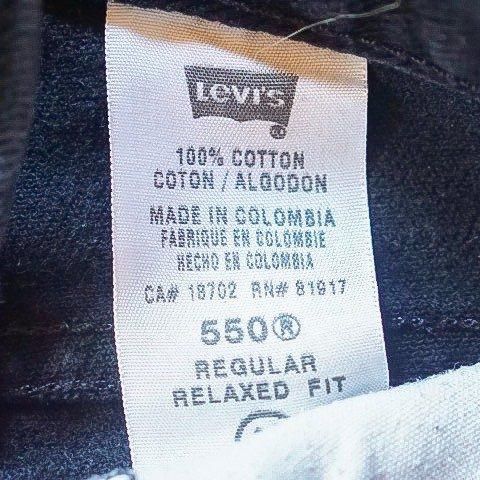 LEVI'S
100% COTTON
COTON / ALGODON
MADE IN COLOMBIA
FABRIQUE EN COLOMBIE
HECHO EN COLOMBIA
CA# 18702 RN# 81917
550®
REGULAR
RELAXED FIT